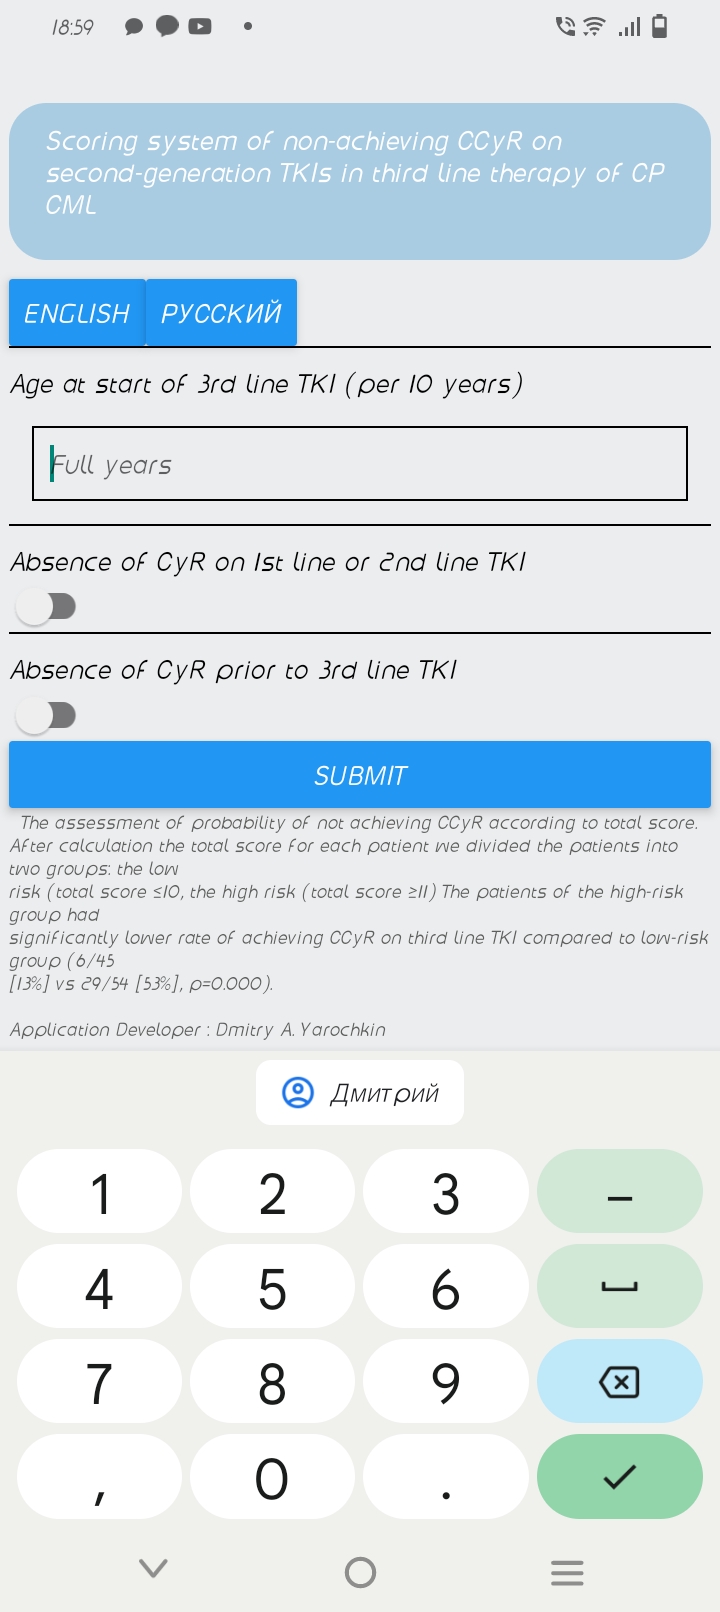 18:59
Scoring system of non-achieving CCyR on
second-generation TKIs in third line therapy of CP
CML
ENGLISH РУССКИЙ
Age at start of 3rd line TKI (per 10 years)
Full years
Absence of CyR on 1st line or 2nd line TKI
Absence of CyR prior to 3rd line TKI
SUBMIT
The assessment of probability of not achieving CCyR according to total score.
After calculation the total score for each patient we divided the patients into
two groups: the low
risk (total score ≤10, the high risk (total score ≥11) The patients of the high-risk
group had
significantly lower rate of achieving CCyR on third line TKI compared to low-risk
group (6/45
[13%] vs 29/54 [53%], p=0.000).
Application Developer : Dmitry A. Yarochkin
Дмитрий
1 2 3 –
4 5 6
7 8 9
, 0 .